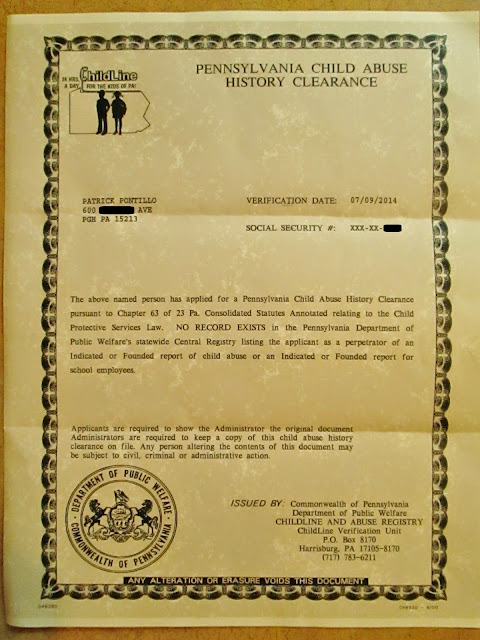 24 HRS.
A DAY,
ChildLine
FOR THE KIDS OF PA!
PENNSYLVANIA CHILD ABUSE
HISTORY CLEARANCE
PATRICK PONTILLO
600 AVE
PGH PA 15213
VERIFICATION DATE: 07/09/2014
SOCIAL SECURITY #: XXX-XX-
The above named person has applied for a Pennsylvania Child Abuse History Clearance
pursuant to Chapter 63 of 23 Pa. Consolidated Statutes Annotated relating to the Child
Protective Services Law. NO RECORD EXISTS in the Pennsylvania Department of
Public Welfare's statewide Central Registry listing the applicant as a perpetrator of an
Indicated or Founded report of child abuse or an Indicated or Founded report for
school employees.
Applicants are required to show the Administrator the original document
Administrators are required to keep a copy of this child abuse history
clearance on file. Any person altering the contents of this document may
be subject to civil, criminal or administrative action.
DEPARTMENT OF PUBLIC WELFARE
COMMONWEALTH OF PENNSYLVANIA
ISSUED BY: Commonwealth of Pennsylvania
Department of Public Welfare
CHILDLINE AND ABUSE REGISTRY
ChildLine Verification Unit
P.O. Box 8170
Harrisburg, PA 17105-8170
(717) 783-6211
ANY ALTERATION OR ERASURE VOIDS THIS DOCUMENT